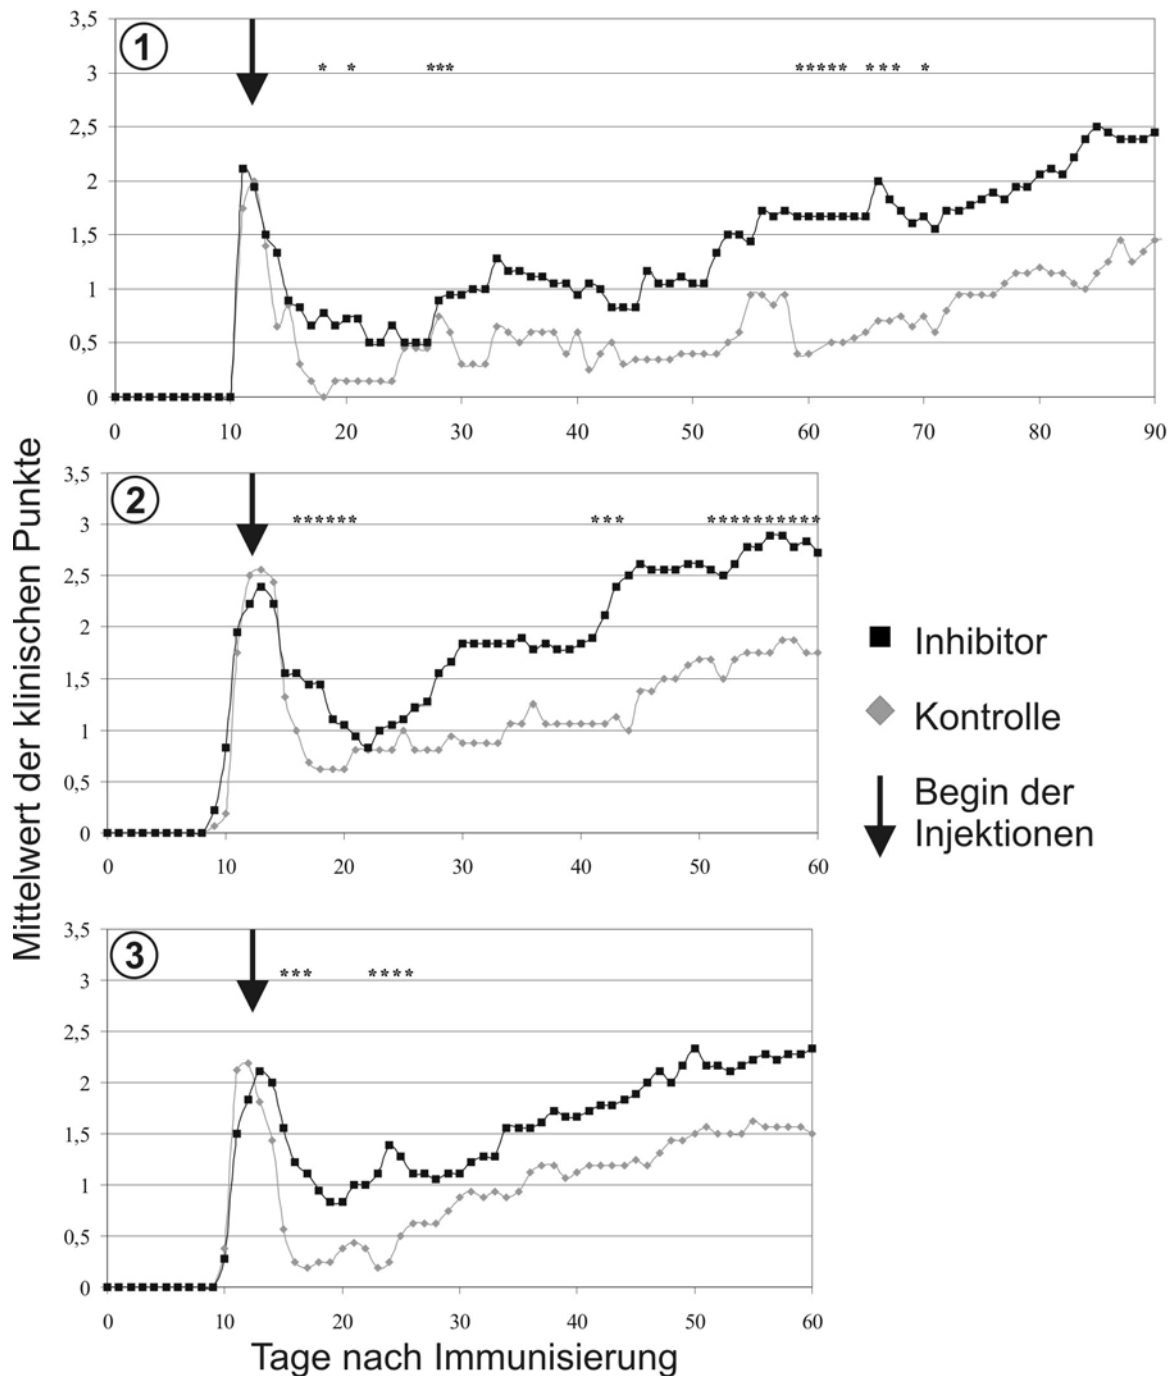 3,5
1
3
* * *** ***** *** *
2,5
2
1,5
1
0,5
0
0 10 20 30 40 50 60 70 80 90
Mittelwert der klinischen Punkte
3,5
2
3
****** *** **********
2,5
2
1,5
1
0,5
0
0 10 20 30 40 50 60
Inhibitor
Kontrolle
Begin der
Injektionen
3,5
3
3
*** ****
2,5
2
1,5
1
0,5
0
0 10 20 30 40 50 60
Tage nach Immunisierung